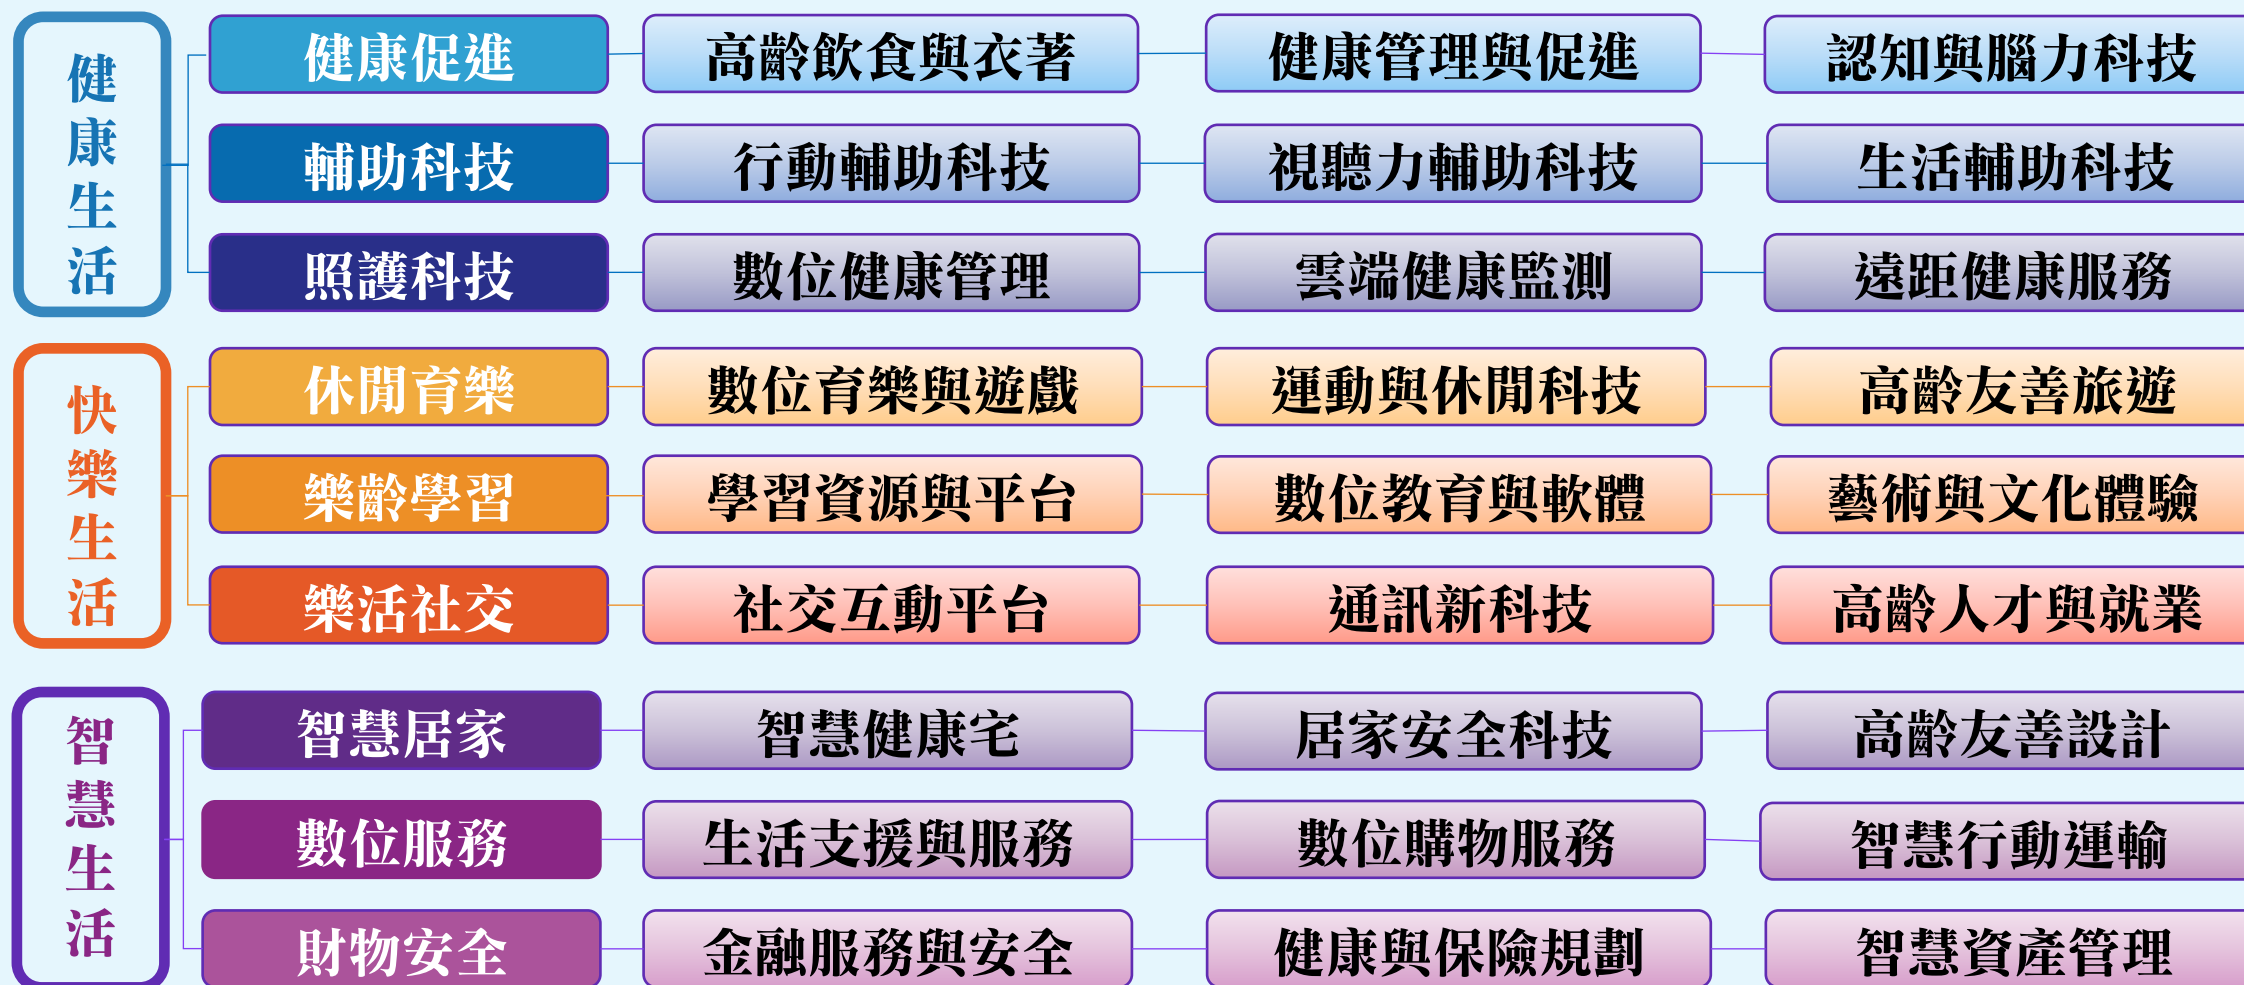 健康生活
健康促進
高齡飲食與衣著
健康管理與促進
認知與腦力科技
輔助科技
行動輔助科技
視聽力輔助科技
生活輔助科技
照護科技
數位健康管理
雲端健康監測
遠距健康服務
快樂生活
休閒育樂
數位育樂與遊戲
運動與休閒科技
高齡友善旅遊
樂齡學習
學習資源與平台
數位教育與軟體
藝術與文化體驗
樂活社交
社交互動平台
通訊新科技
高齡人才與就業
智慧生活
智慧居家
智慧健康宅
居家安全科技
高齡友善設計
數位服務
生活支援與服務
數位購物服務
智慧行動運輸
財物安全
金融服務與安全
健康與保險規劃
智慧資產管理